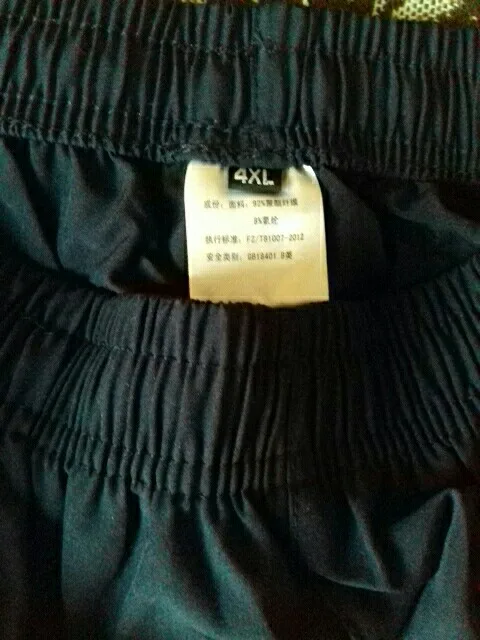 4XL
成份：面料：92%聚酯纤维
8%氨纶
执行标准：FZ/T81007-2012
安全类别：GB18401 B类